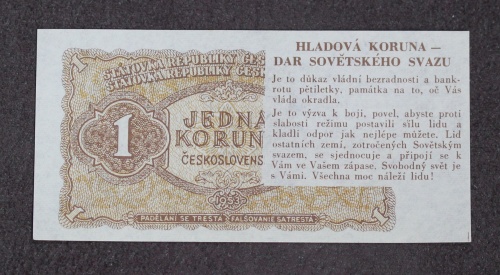 STÁTOVKA REPUBLIKY ČESK
STÁTOVKA REPUBLIKY ČESK
JEDNA
KORUN
ČESKOSLOVENS
1
1953
PADĚLÁNÍ SE TRESTÁ
FALŠOVANIE SA TRESTÁ
HLADOVÁ KORUNA —
DAR SOVĚTSKÉHO SVAZU
Je to důkaz vládní bezradnosti a bank-
rotu pětiletky, památka na to, oč Vás
vláda okradla.
Je to výzva k boji, povel, abyste proti
slabosti režimu postavili sílu lidu a
kladli odpor jak nejlépe můžete. Lid
ostatních zemí, zotročených Sovětským
svazem, se sjednocuje a připojí se k
Vám ve Vašem zápase. Svobodný svět je
s Vámi. Všechna moc náleží lidu!